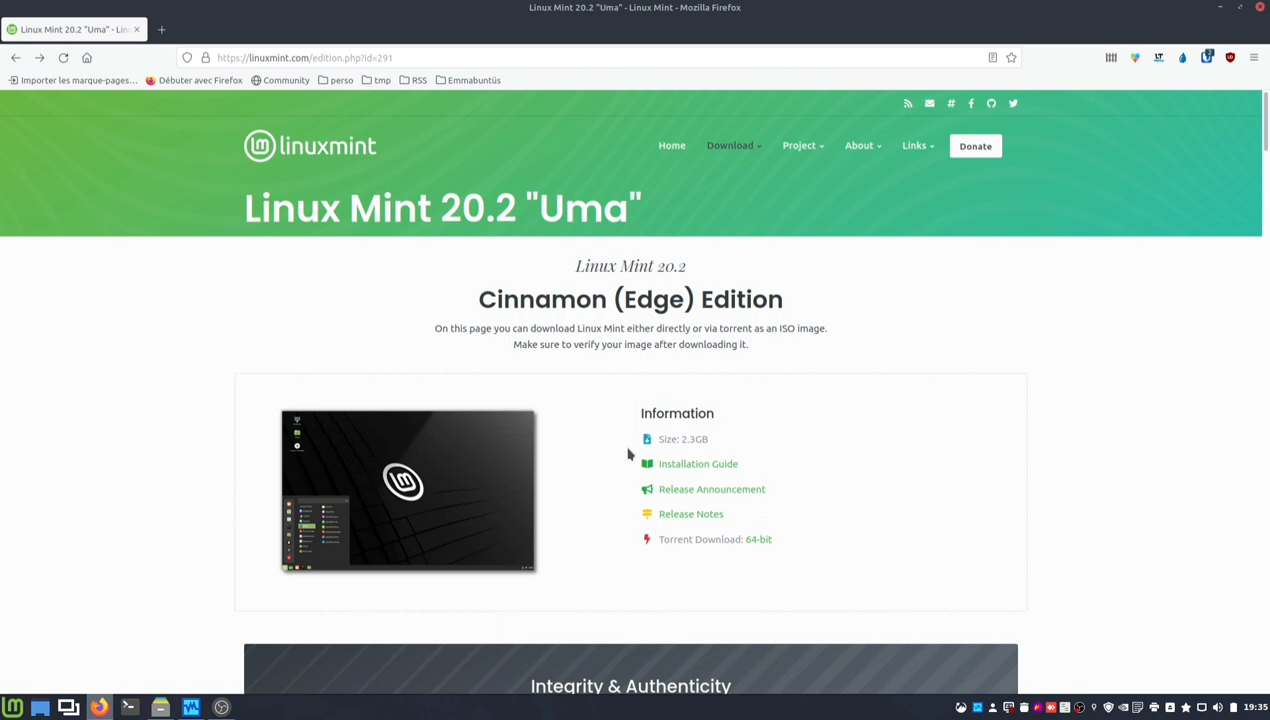 Linux Mint 20.2 "Uma" - Linux Mint - Mozilla Firefox
Linux Mint 20.2 "Uma" - Lin
https://linuxmint.com/edition.php?id=291
Importer les marque-pages… Débuter avec Firefox Community perso tmp RSS Emmabuntüs
linuxmint
Home Download Project About Links Donate
Linux Mint 20.2 "Uma"
Linux Mint 20.2
Cinnamon (Edge) Edition
On this page you can download Linux Mint either directly or via torrent as an ISO image.
Make sure to verify your image after downloading it.
Information
Size: 2.3GB
Installation Guide
Release Announcement
Release Notes
Torrent Download: 64-bit
Integrity & Authenticity
19:35